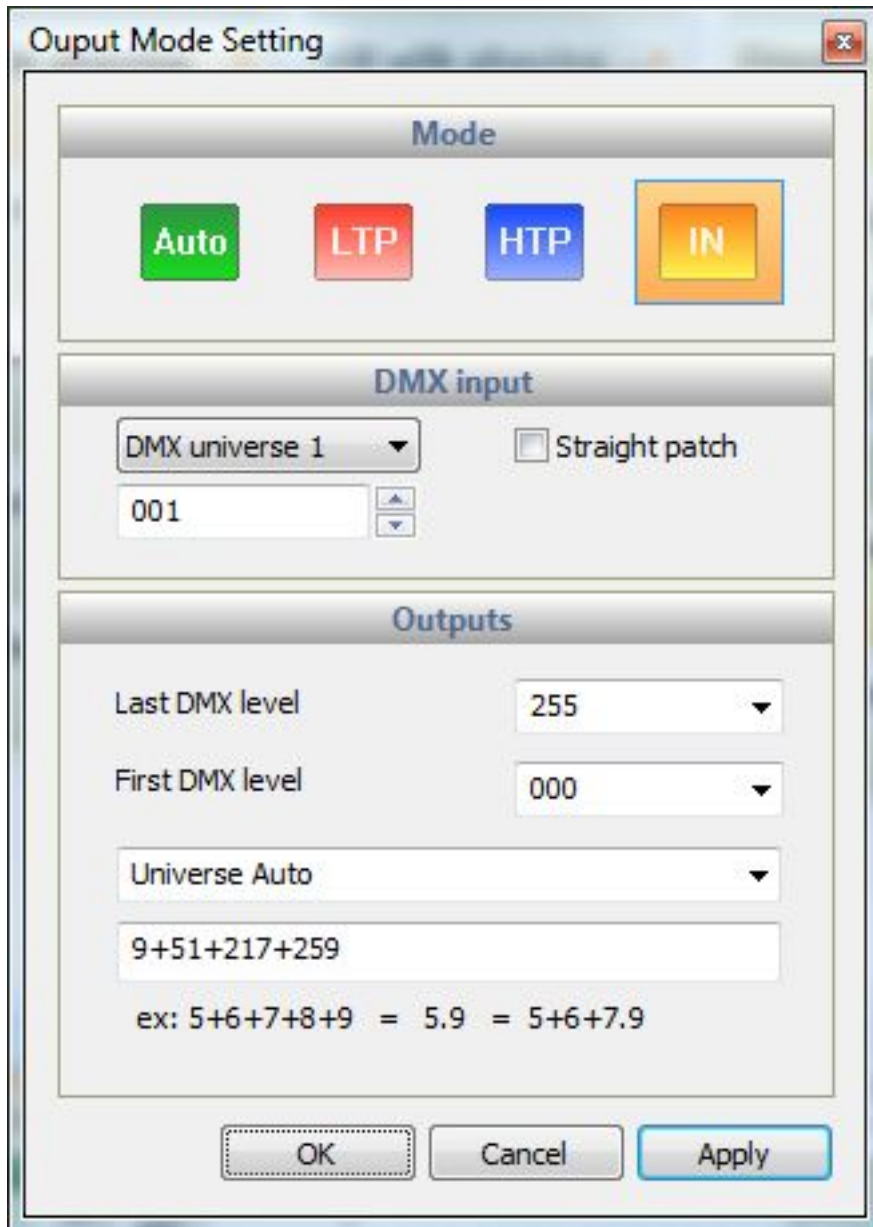 Ouput Mode Setting
Mode
Auto LTP HTP IN
DMX input
DMX universe 1 Straight patch
001
Outputs
Last DMX level 255
First DMX level 000
Universe Auto
9+51+217+259
ex: 5+6+7+8+9 = 5.9 = 5+6+7.9
OK Cancel Apply